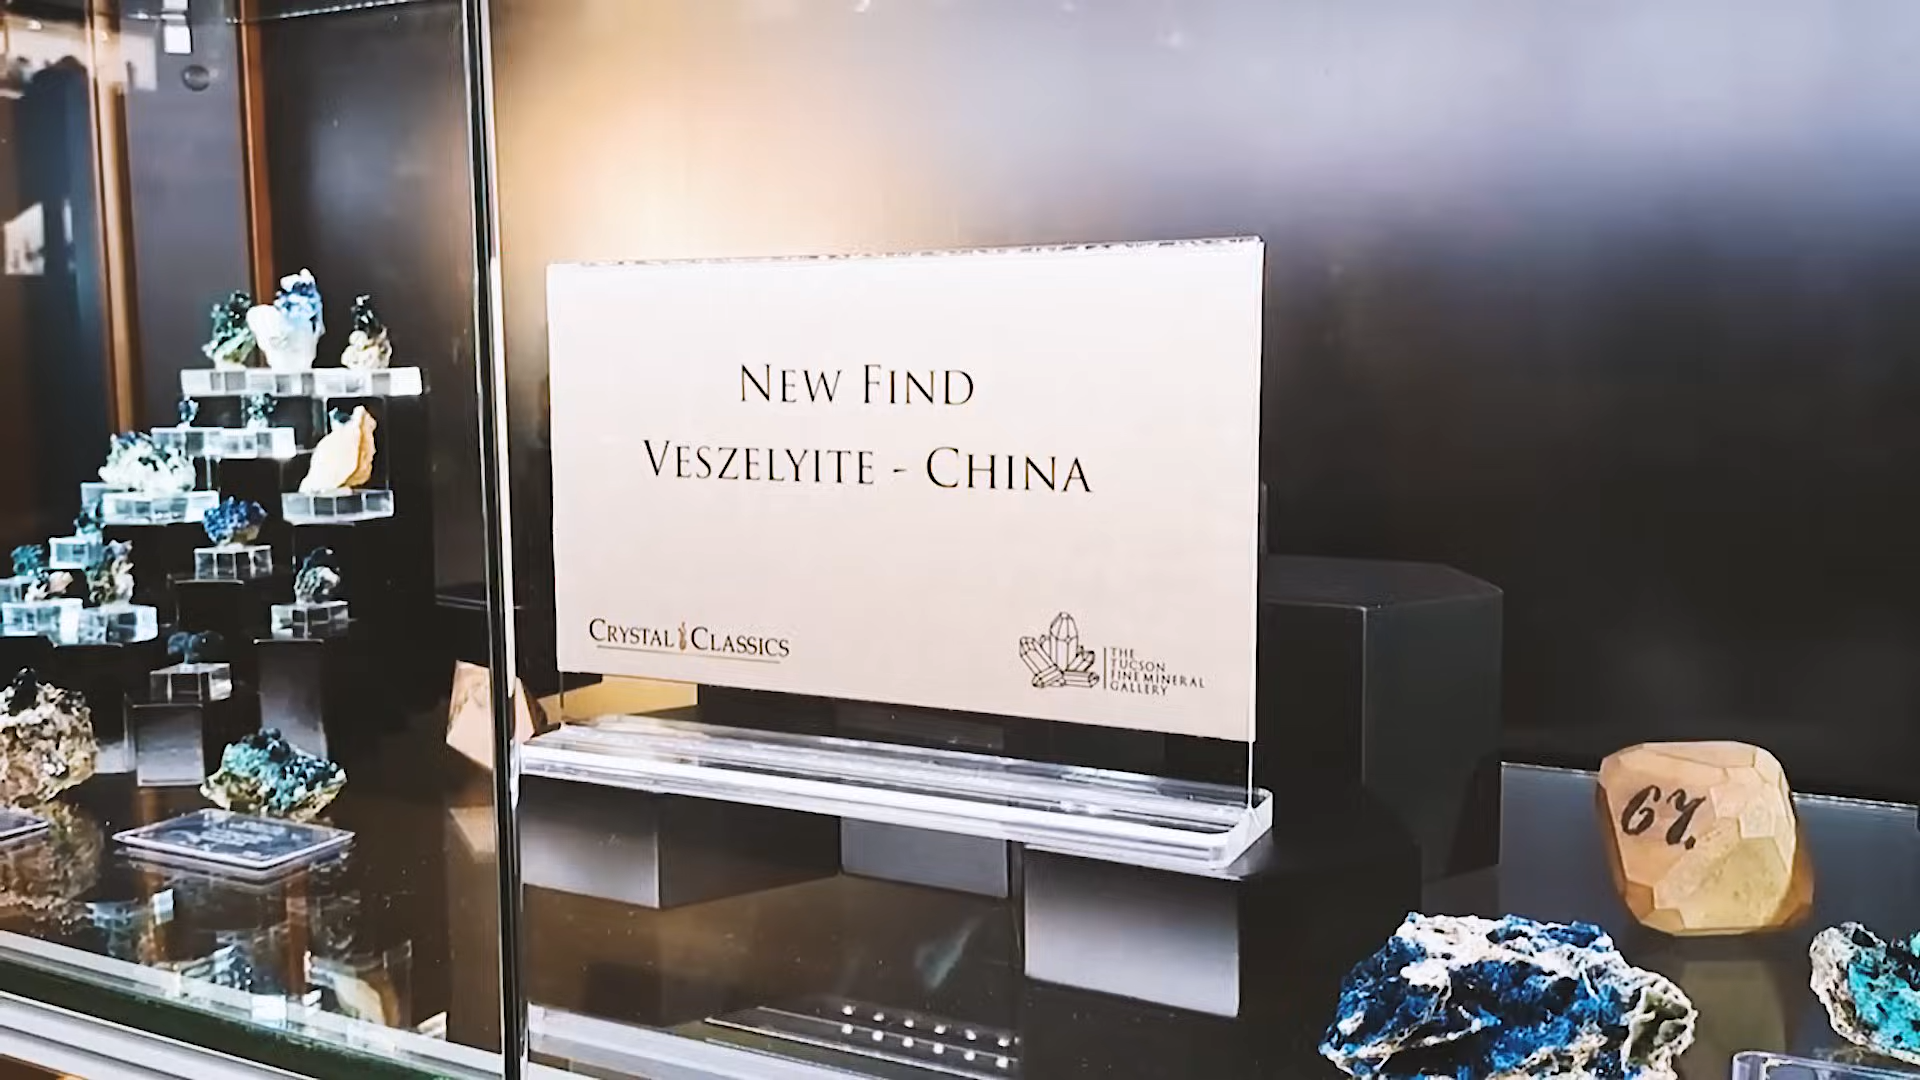 New Find
Veszelyite - China
Crystal Classics
THE
TUCSON
FINE MINERAL
GALLERY
67.